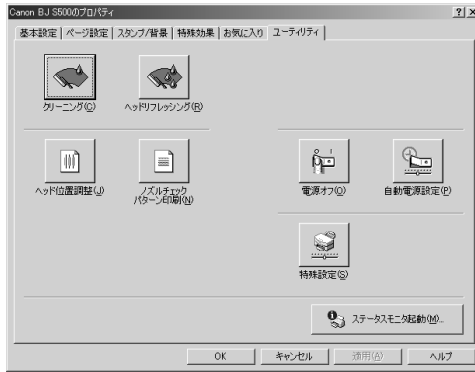 Canon BJ S500のプロパティ
基本設定 ページ設定 スタンプ/背景 特殊効果 お気に入り ユーティリティ
クリーニング(C) ヘッドリフレッシング(R)
ヘッド位置調整(J) ノズルチェック
パターン印刷(N) 電源オフ(O) 自動電源設定(P)
特殊設定(S)
ステータスモニタ起動(M)...
OK キャンセル 適用(A) ヘルプ